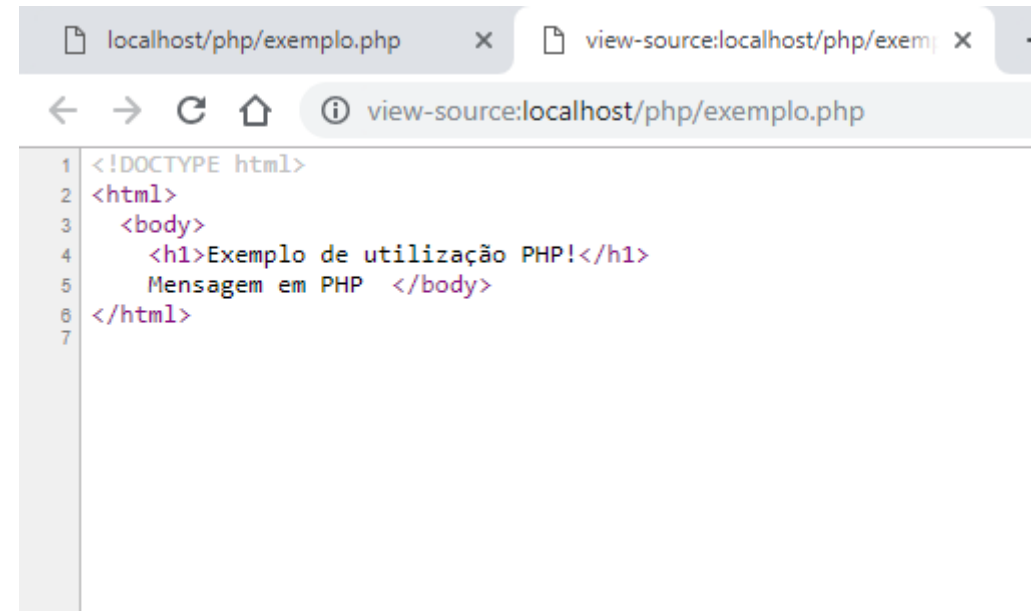 localhost/php/exemplo.php
view-source:localhost/php/exemp
view-source:localhost/php/exemplo.php
1 <!DOCTYPE html>
2 <html>
3 <body>
4 <h1>Exemplo de utilização PHP!</h1>
5 Mensagem em PHP  </body>
6 </html>
7